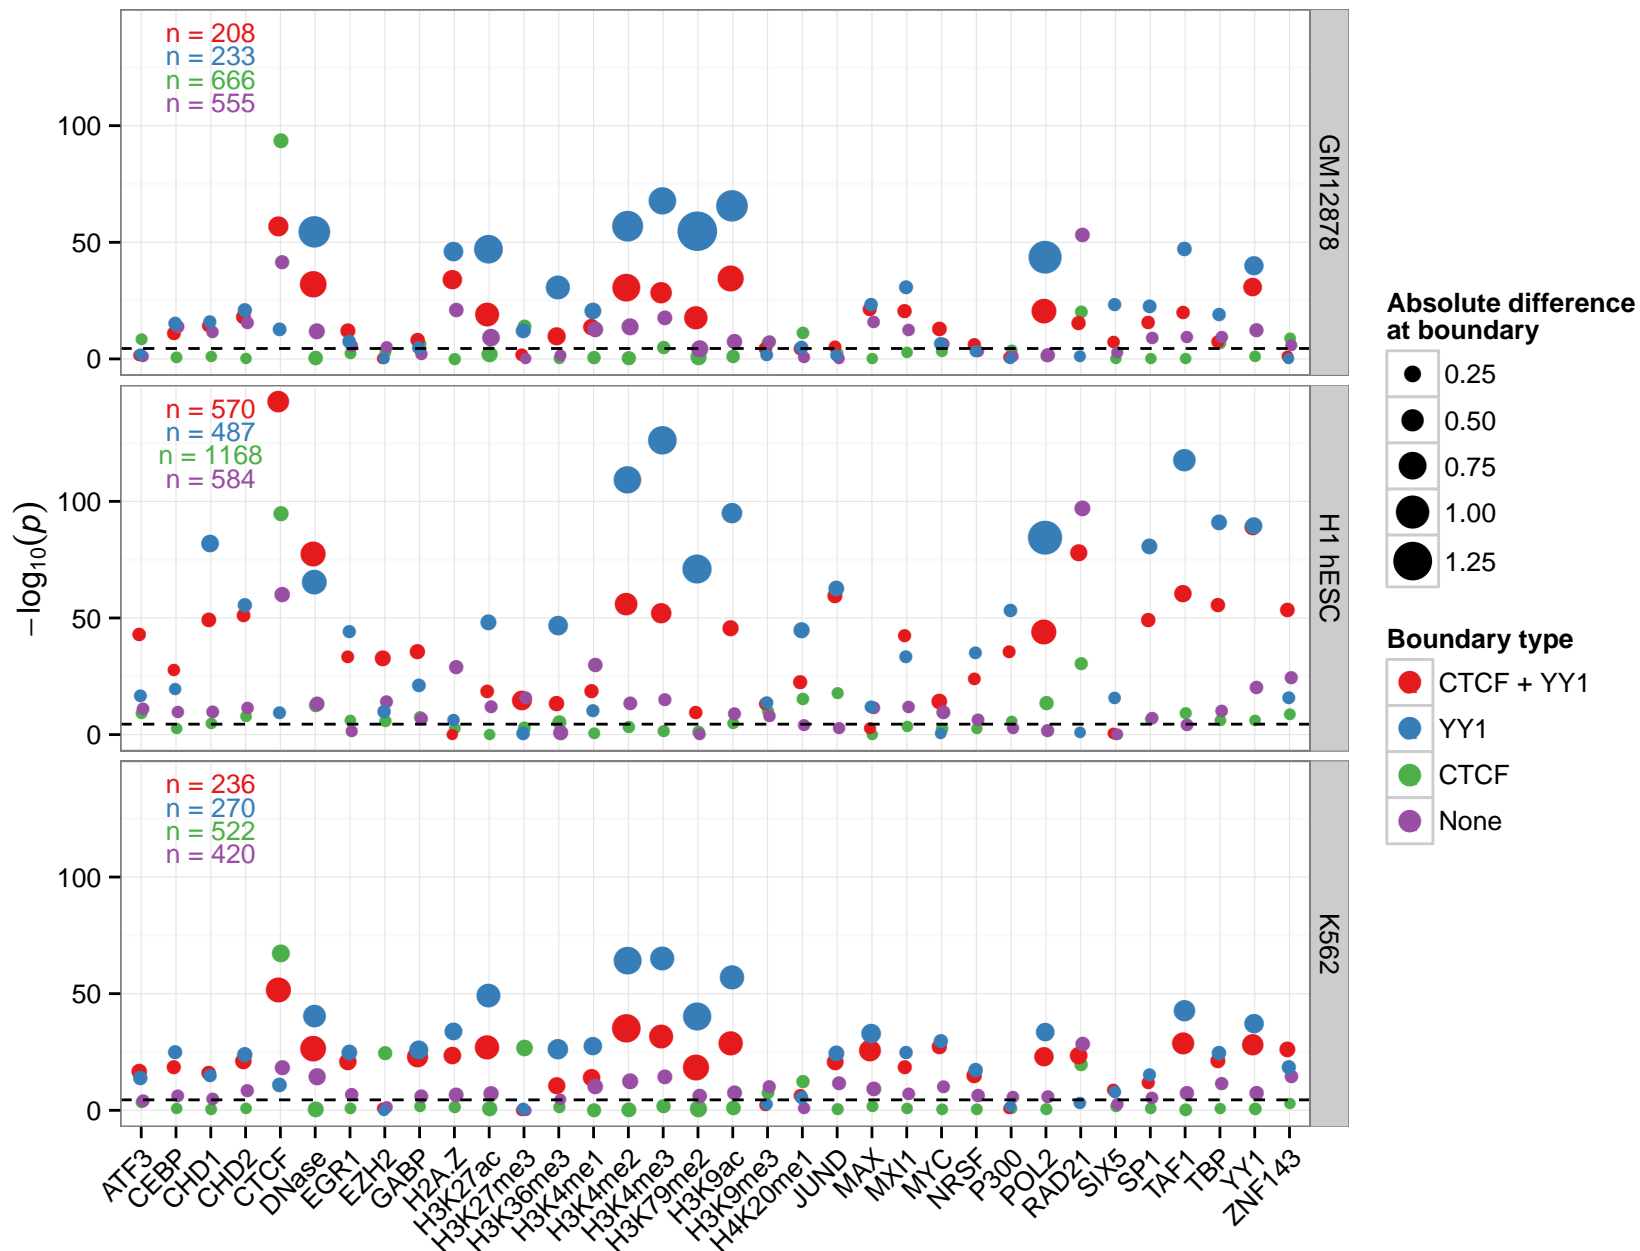 n = 208
n = 233
n = 666
n = 555
100
50
0
GM12878
n = 570
n = 487
n = 1168
n = 584
100
50
0
H1 hESC
n = 236
n = 270
n = 522
n = 420
100
50
0
K562
−log10(p)
ATF3
CEBP
CHD1
CHD2
CTCF
DNase
EGR1
EZH2
GABP
H2A.Z
H3K27ac
H3K27me3
H3K36me3
H3K4me1
H3K4me2
H3K4me3
H3K79me2
H3K9ac
H3K9me3
H4K20me1
JUND
MAX
MXI1
MYC
NRSF
P300
POL2
RAD21
SIX5
SP1
TAF1
TBP
YY1
ZNF143
Absolute difference
at boundary
0.25
0.50
0.75
1.00
1.25
Boundary type
CTCF + YY1
YY1
CTCF
None